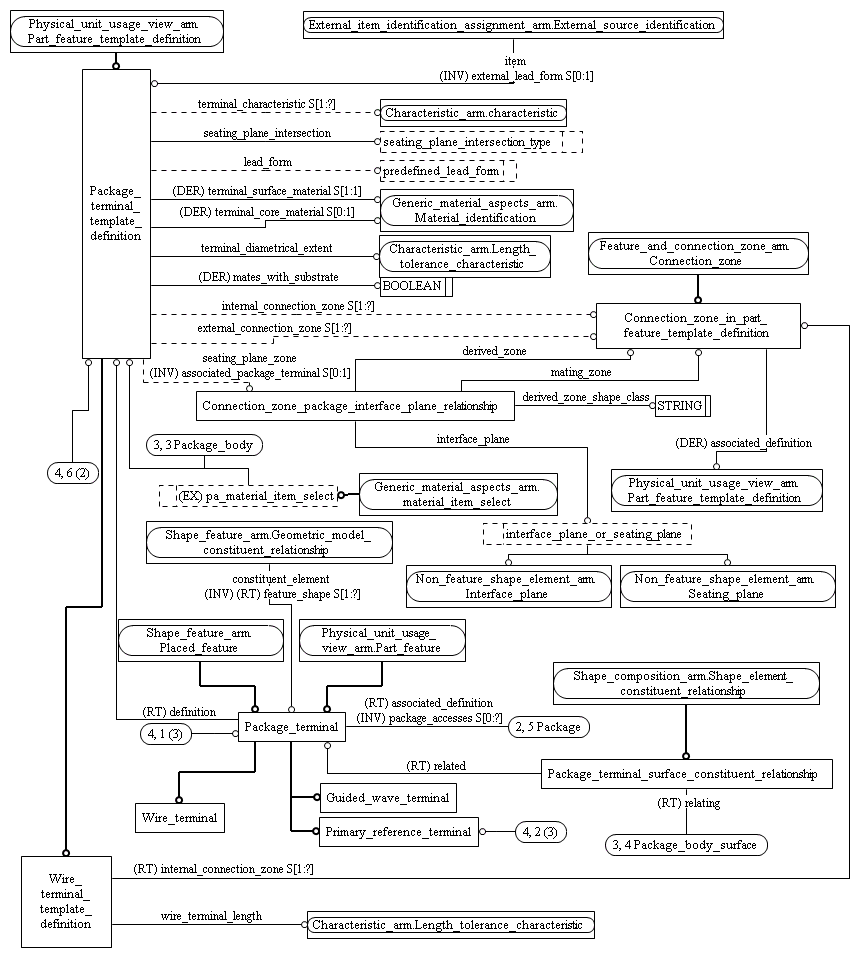 Physical_unit_usage_view_arm.
Part_feature_template_definition
External_item_identification_assignment_arm.External_source_identification
item
(INV) external_lead_form S[0:1]
terminal_characteristic S[1:?]
Characteristic_arm.characteristic
seating_plane_intersection
seating_plane_intersection_type
lead_form
predefined_lead_form
Package_
terminal_
template_
definition
(DER) terminal_surface_material S[1:1]
(DER) terminal_core_material S[0:1]
Generic_material_aspects_arm.
Material_identification
terminal_diametrical_extent
Characteristic_arm.Length_
tolerance_characteristic
(DER) mates_with_substrate
BOOLEAN
Feature_and_connection_zone_arm.
Connection_zone
internal_connection_zone S[1:?]
external_connection_zone S[1:?]
Connection_zone_in_part_
feature_template_definition
seating_plane_zone
(INV) associated_package_terminal S[0:1]
derived_zone
mating_zone
Connection_zone_package_interface_plane_relationship
derived_zone_shape_class
STRING
interface_plane
(DER) associated_definition
Physical_unit_usage_view_arm.
Part_feature_template_definition
3, 3 Package_body
4, 6 (2)
(EX) pa_material_item_select
Generic_material_aspects_arm.
material_item_select
interface_plane_or_seating_plane
Shape_feature_arm.Geometric_model_
constituent_relationship
Non_feature_shape_element_arm.
Interface_plane
Non_feature_shape_element_arm.
Seating_plane
constituent_element
(INV) (RT) feature_shape S[1:?]
Shape_feature_arm.
Placed_feature
Physical_unit_usage_
view_arm.Part_feature
Shape_composition_arm.Shape_element_
constituent_relationship
(RT) definition
(RT) associated_definition
(INV) package_accesses S[0:?]
Package_terminal
2, 5 Package
4, 1 (3)
(RT) related
Package_terminal_surface_constituent_relationship
Guided_wave_terminal
(RT) relating
Wire_terminal
Primary_reference_terminal
4, 2 (3)
3, 4 Package_body_surface
Wire_
terminal_
template_
definition
(RT) internal_connection_zone S[1:?]
wire_terminal_length
Characteristic_arm.Length_tolerance_characteristic